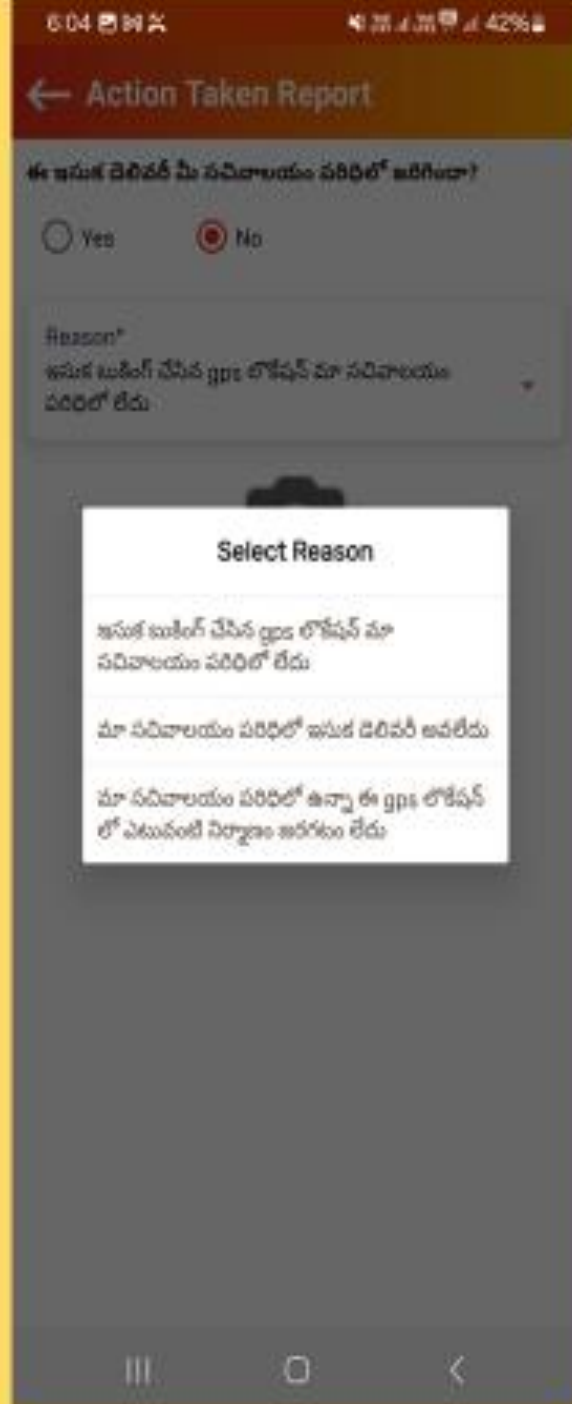 6:04
42%
Action Taken Report
ఈ ఇసుక డెలివరీ మీ సచివాలయం పరిధిలో జరిగిందా?
Yes No
Reason*
ఇసుక బుకింగ్ చేసిన gps లొకేషన్ మా సచివాలయం
పరిధిలో లేదు
Select Reason
ఇసుక బుకింగ్ చేసిన gps లొకేషన్ మా
సచివాలయం పరిధిలో లేదు
మా సచివాలయం పరిధిలో ఇసుక డెలివరీ అవలేదు
మా సచివాలయం పరిధిలో ఉన్నా ఈ gps లొకేషన్
లో ఎటువంటి నిర్మాణం జరగటం లేదు